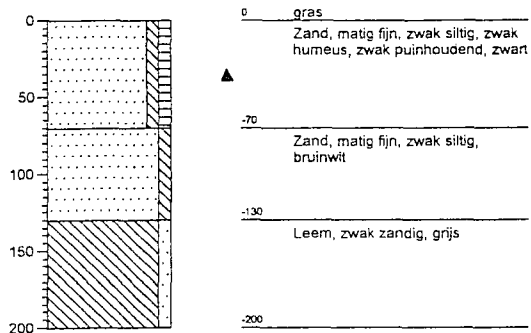 0
gras
Zand, matig fijn, zwak siltig, zwak
humeus, zwak puinhoudend, zwart
-70
Zand, matig fijn, zwak siltig,
bruinwit
-130
Leem, zwak zandig, grijs
-200
0
50
100
150
200